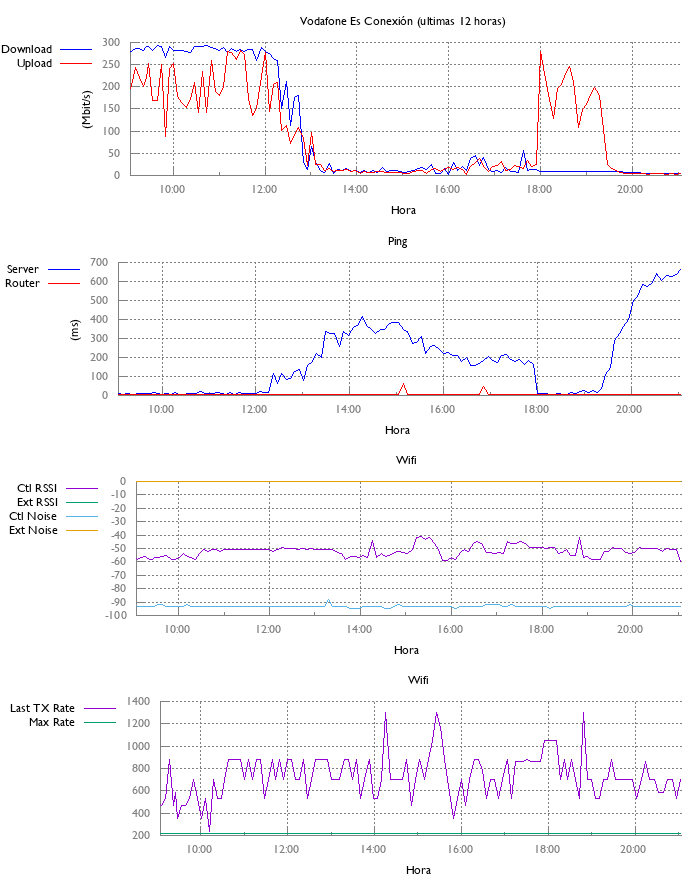 Vodafone Es Conexión (ultimas 12 horas)
Download
Upload
(Mbit/s)
300
250
200
150
100
50
0
10:00 12:00 14:00 16:00 18:00 20:00
Hora
Ping
Server
Router
(ms)
700
600
500
400
300
200
100
0
10:00 12:00 14:00 16:00 18:00 20:00
Hora
Wifi
Ctl RSSI
Ext RSSI
Ctl Noise
Ext Noise
0
-10
-20
-30
-40
-50
-60
-70
-80
-90
-100
10:00 12:00 14:00 16:00 18:00 20:00
Hora
Wifi
Last TX Rate
Max Rate
1400
1200
1000
800
600
400
200
10:00 12:00 14:00 16:00 18:00 20:00
Hora